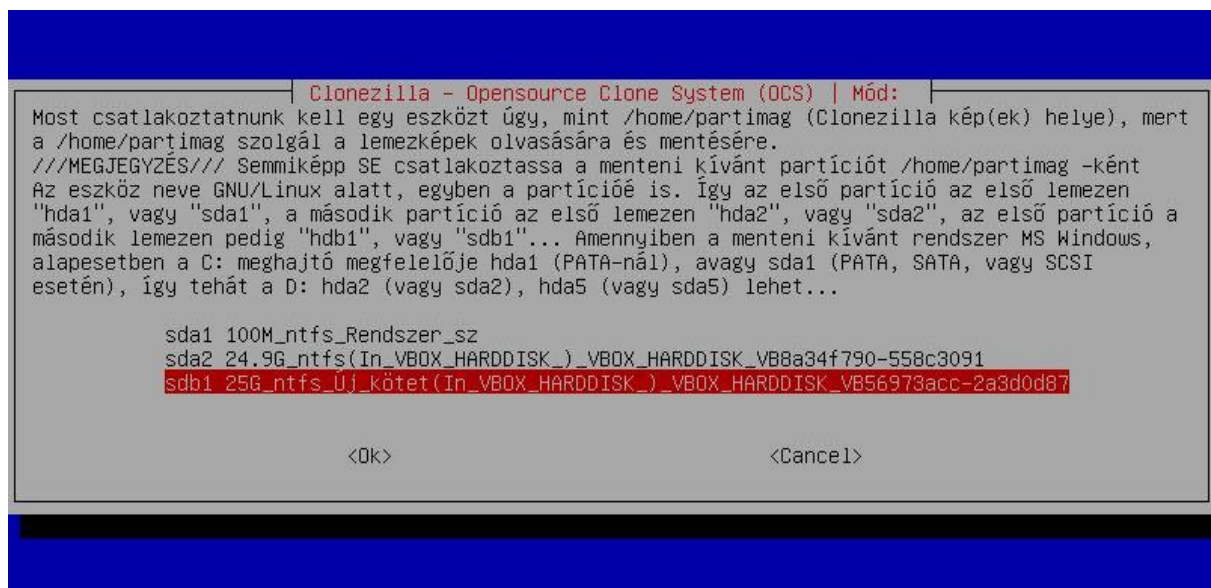 Clonezilla - Opensource Clone System (OCS) | Mód:
Most csatlakoztatnunk kell egy eszközt úgy, mint /home/partimag (Clonezilla kép(ek) helye), mert
a /home/partimag szolgál a lemezképek olvasására és mentésére.
///MEGJEGYZÉS/// Semmiképp SE csatlakoztassa a menteni kívánt partíciót /home/partimag -ként
Az eszköz neve GNU/Linux alatt, egyben a partícióé is. Így az első partíció az első lemezen
"hda1", vagy "sda1", a második partíció az első lemezen "hda2", vagy "sda2", az első partíció a
második lemezen pedig "hdb1", vagy "sdb1"... Amennyiben a menteni kívánt rendszer MS Windows,
alapesetben a C: meghajtó megfelelője hda1 (PATA-nál), avagy sda1 (PATA, SATA, vagy SCSI
esetén), így tehát a D: hda2 (vagy sda2), hda5 (vagy sda5) lehet...
sda1 100M_ntfs_Rendszer_sz
sda2 24.9G_ntfs(In_VBOX_HARDDISK_)_VBOX_HARDDISK_VB8a34f790-558c3091
sdb1 25G_ntfs_Új_kötet(In_VBOX_HARDDISK_)_VBOX_HARDDISK_VB56973acc-2a3d0d87
<Ok> <Cancel>